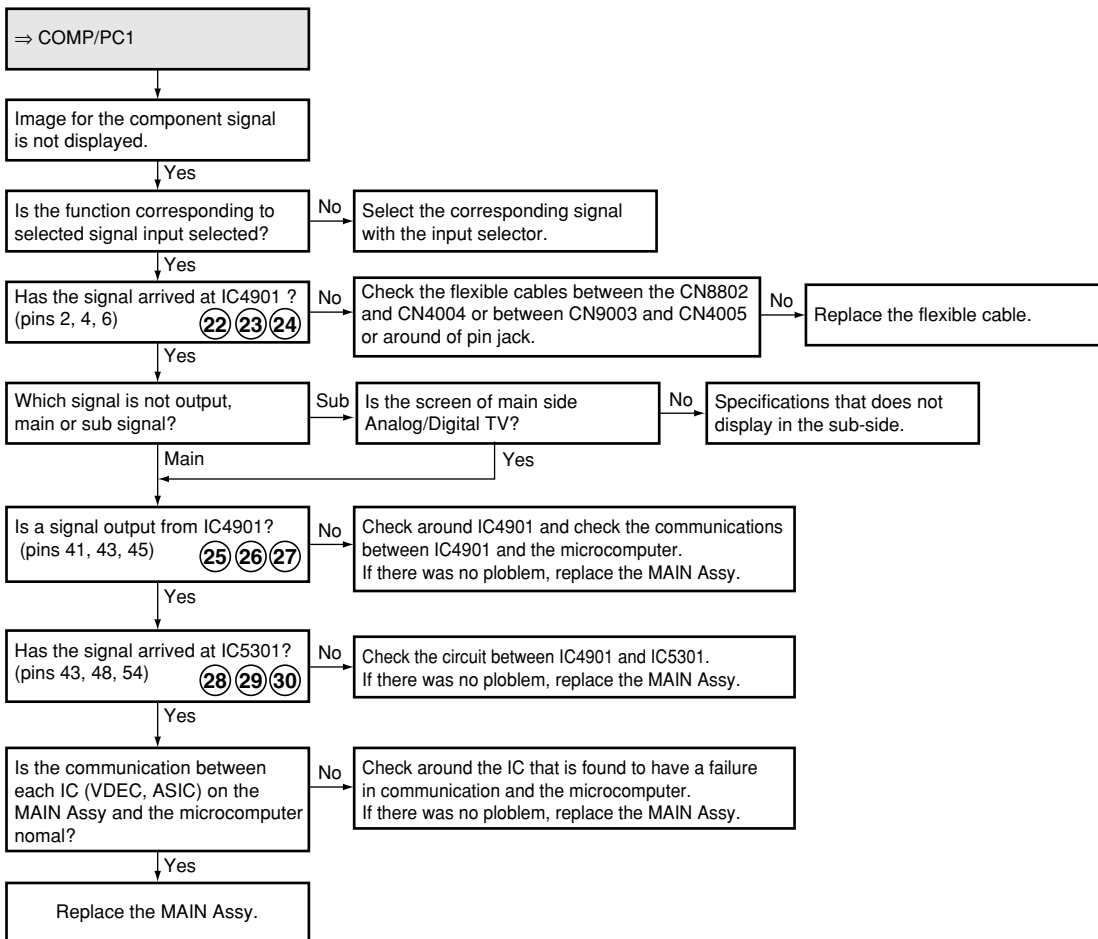 ⇒ COMP/PC1
Image for the component signal
is not displayed.
Yes
Is the function corresponding to
selected signal input selected?
No
Select the corresponding signal
with the input selector.
Yes
Has the signal arrived at IC4901 ?
(pins 2, 4, 6) 22 23 24
No
Check the flexible cables between the CN8802
and CN4004 or between CN9003 and CN4005
or around of pin jack.
No
Replace the flexible cable.
Yes
Which signal is not output,
main or sub signal?
Sub
Is the screen of main side
Analog/Digital TV?
No
Specifications that does not
display in the sub-side.
Main
Yes
Is a signal output from IC4901?
(pins 41, 43, 45) 25 26 27
No
Check around IC4901 and check the communications
between IC4901 and the microcomputer.
If there was no ploblem, replace the MAIN Assy.
Yes
Has the signal arrived at IC5301?
(pins 43, 48, 54) 28 29 30
No
Check the circuit between IC4901 and IC5301.
If there was no ploblem, replace the MAIN Assy.
Yes
Is the communication between
each IC (VDEC, ASIC) on the
MAIN Assy and the microcomputer
nomal?
No
Check around the IC that is found to have a failure
in communication and the microcomputer.
If there was no ploblem, replace the MAIN Assy.
Yes
Replace the MAIN Assy.